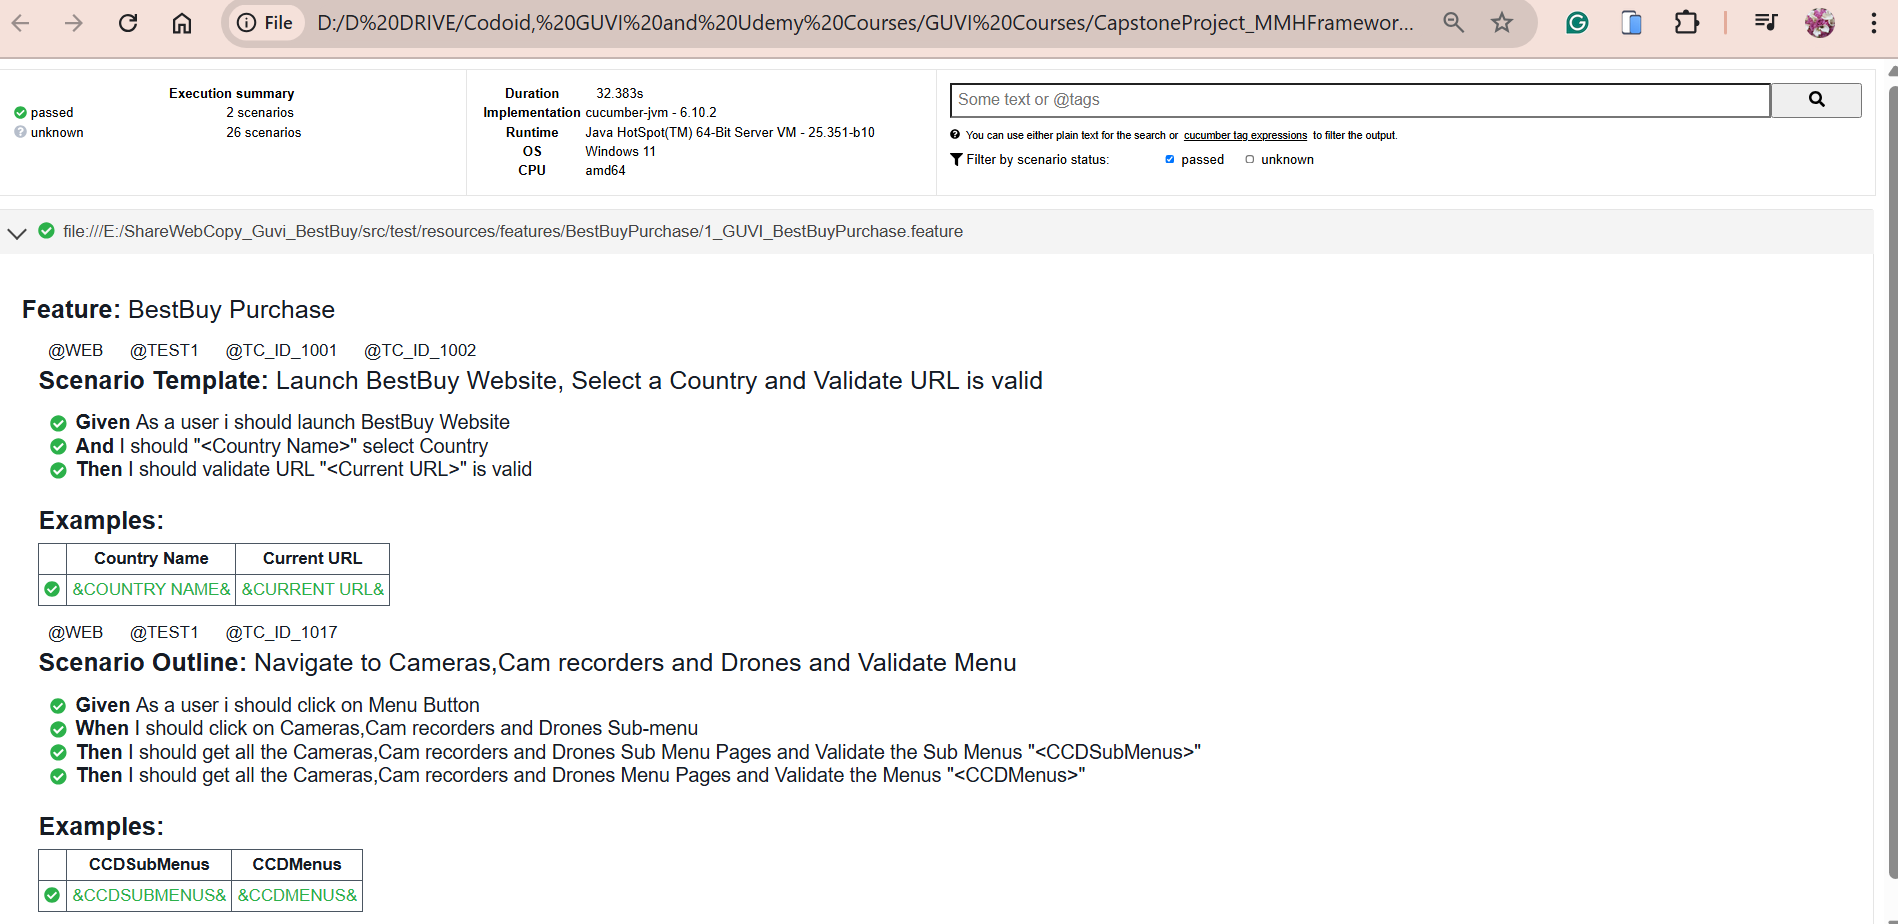 File D:/D%20DRIVE/Codoid,%20GUVI%20and%20Udemy%20Courses/GUVI%20Courses/CapstoneProject_MMHFramewor...
Execution summary
passed 2 scenarios
unknown 26 scenarios
Duration 32.383s
Implementation cucumber-jvm - 6.10.2
Runtime Java HotSpot(TM) 64-Bit Server VM - 25.351-b10
OS Windows 11
CPU amd64
Some text or @tags
You can use either plain text for the search or cucumber tag expressions to filter the output.
Filter by scenario status: passed unknown
file:///E:/ShareWebCopy_Guvi_BestBuy/src/test/resources/features/BestBuyPurchase/1_GUVI_BestBuyPurchase.feature
Feature: BestBuy Purchase
@WEB @TEST1 @TC_ID_1001 @TC_ID_1002
Scenario Template: Launch BestBuy Website, Select a Country and Validate URL is valid
Given As a user i should launch BestBuy Website
And I should "<Country Name>" select Country
Then I should validate URL "<Current URL>" is valid
Examples:
Country Name Current URL
&COUNTRY NAME& &CURRENT URL&
@WEB @TEST1 @TC_ID_1017
Scenario Outline: Navigate to Cameras,Cam recorders and Drones and Validate Menu
Given As a user i should click on Menu Button
When I should click on Cameras,Cam recorders and Drones Sub-menu
Then I should get all the Cameras,Cam recorders and Drones Sub Menu Pages and Validate the Sub Menus "<CCDSubMenus>"
Then I should get all the Cameras,Cam recorders and Drones Menu Pages and Validate the Menus "<CCDMenus>"
Examples:
CCDSubMenus CCDMenus
&CCDSUBMENUS& &CCDMENUS&